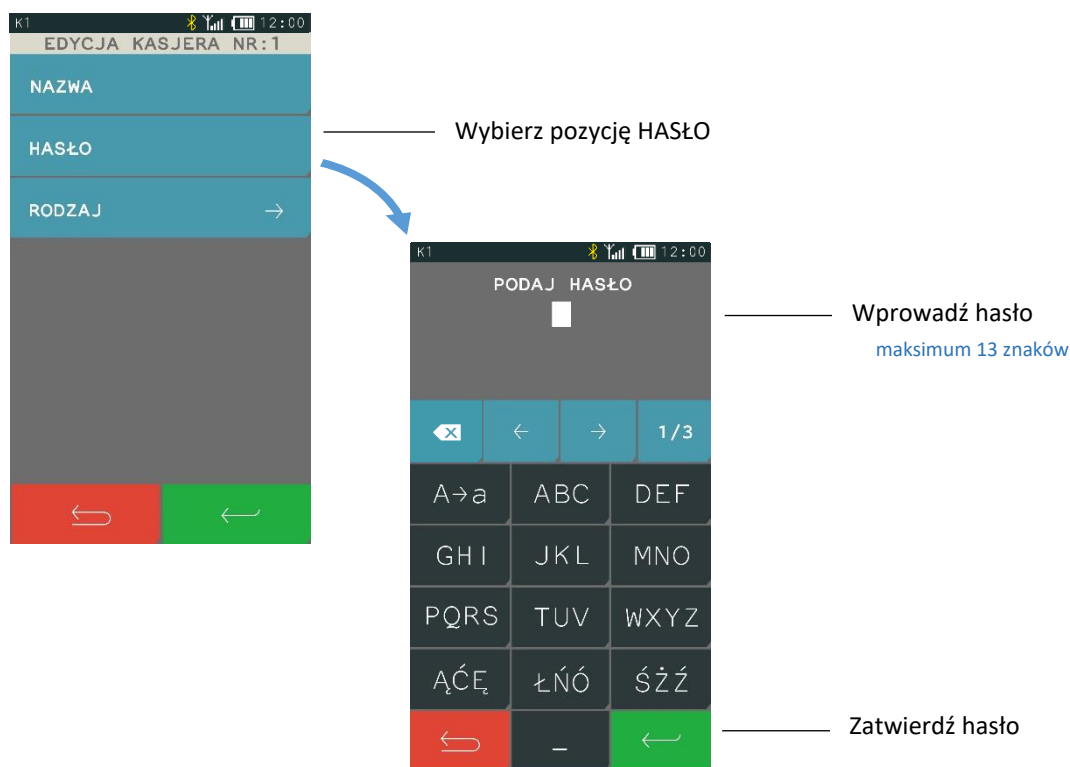 K1 12:00
EDYCJA KASJERA NR:1
NAZWA
HASŁO
RODZAJ →
Wybierz pozycję HASŁO
K1 12:00
PODAJ HASŁO
Wprowadź hasło
maksimum 13 znaków
← → 1/3
A→a ABC DEF
GHI JKL MNO
PQRS TUV WXYZ
ĄĆĘ ŁŃÓ ŚŻŹ
_
Zatwierdź hasło